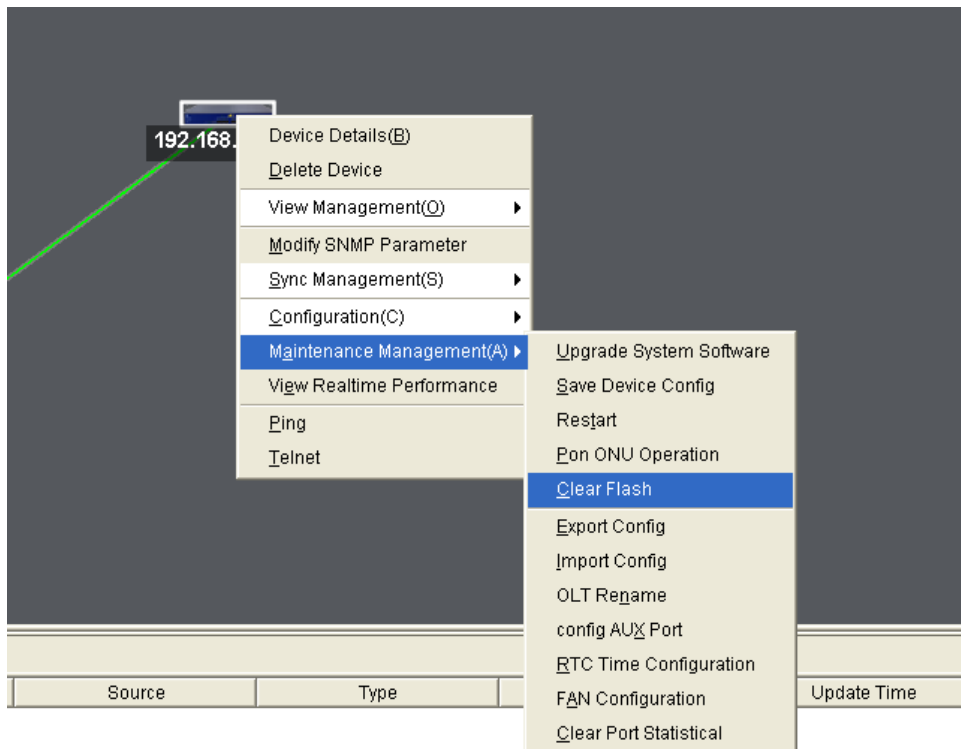 192.168.
Device Details(B)
Delete Device
View Management(O)
Modify SNMP Parameter
Sync Management(S)
Configuration(C)
Maintenance Management(A)
View Realtime Performance
Ping
Telnet
Upgrade System Software
Save Device Config
Restart
Pon ONU Operation
Clear Flash
Export Config
Import Config
OLT Rename
config AUX Port
RTC Time Configuration
FAN Configuration
Clear Port Statistical
Source
Type
Update Time